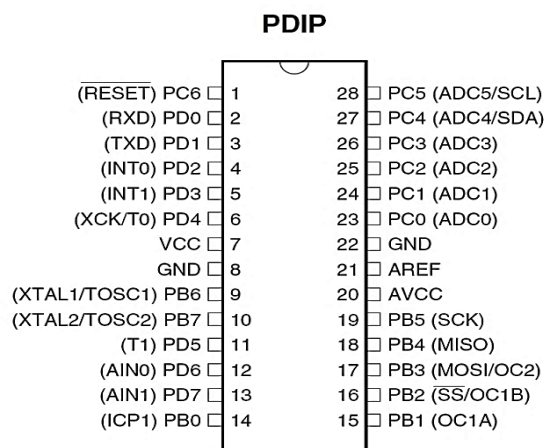 PDIP
(RESET) PC6 1 28 PC5 (ADC5/SCL)
(RXD) PD0 2 27 PC4 (ADC4/SDA)
(TXD) PD1 3 26 PC3 (ADC3)
(INT0) PD2 4 25 PC2 (ADC2)
(INT1) PD3 5 24 PC1 (ADC1)
(XCK/T0) PD4 6 23 PC0 (ADC0)
VCC 7 22 GND
GND 8 21 AREF
(XTAL1/TOSC1) PB6 9 20 AVCC
(XTAL2/TOSC2) PB7 10 19 PB5 (SCK)
(T1) PD5 11 18 PB4 (MISO)
(AIN0) PD6 12 17 PB3 (MOSI/OC2)
(AIN1) PD7 13 16 PB2 (SS/OC1B)
(ICP1) PB0 14 15 PB1 (OC1A)